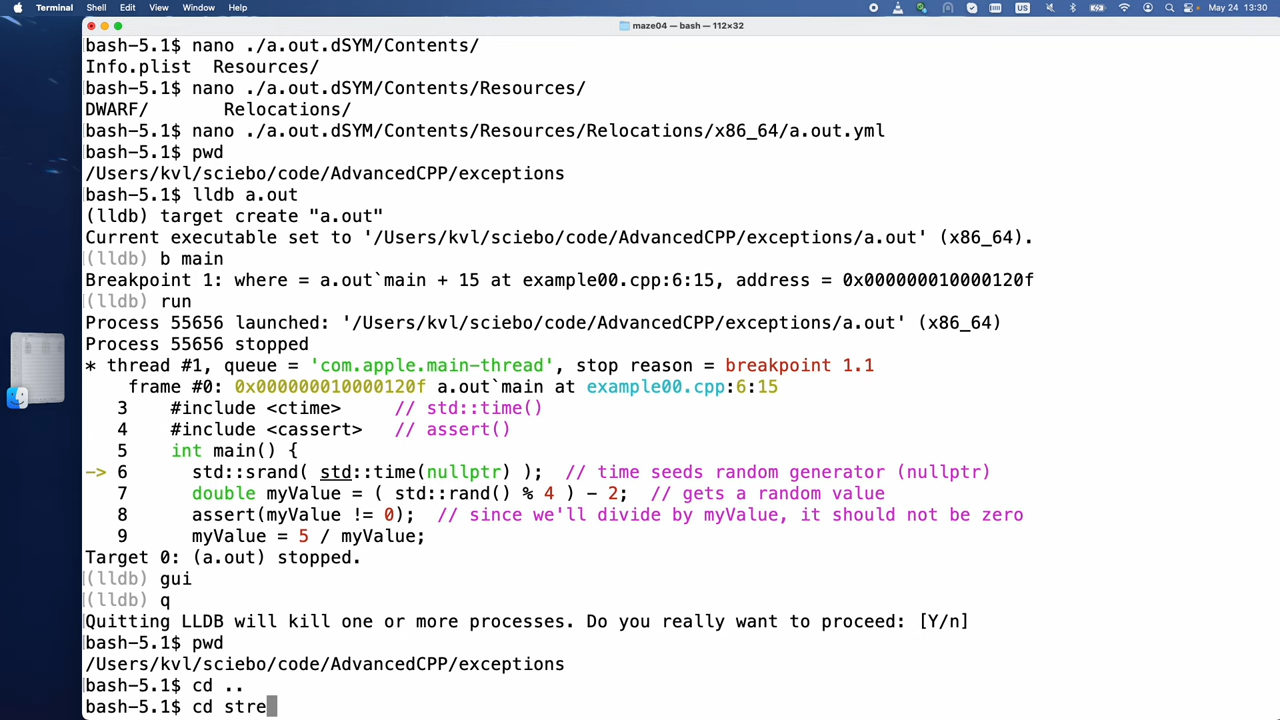 Terminal Shell Edit View Window Help US May 24 13:30
maze04 — bash — 112×32
bash-5.1$ nano ./a.out.dSYM/Contents/
Info.plist  Resources/
bash-5.1$ nano ./a.out.dSYM/Contents/Resources/
DWARF/       Relocations/
bash-5.1$ nano ./a.out.dSYM/Contents/Resources/Relocations/x86_64/a.out.yml
bash-5.1$ pwd
/Users/kvl/sciebo/code/AdvancedCPP/exceptions
bash-5.1$ lldb a.out
(lldb) target create "a.out"
Current executable set to '/Users/kvl/sciebo/code/AdvancedCPP/exceptions/a.out' (x86_64).
(lldb) b main
Breakpoint 1: where = a.out`main + 15 at example00.cpp:6:15, address = 0x000000010000120f
(lldb) run
Process 55656 launched: '/Users/kvl/sciebo/code/AdvancedCPP/exceptions/a.out' (x86_64)
Process 55656 stopped
* thread #1, queue = 'com.apple.main-thread', stop reason = breakpoint 1.1
    frame #0: 0x000000010000120f a.out`main at example00.cpp:6:15
   3    #include <ctime>     // std::time()
   4    #include <cassert>   // assert()
   5    int main() {
-> 6      std::srand( std::time(nullptr) );  // time seeds random generator (nullptr)
   7      double myValue = ( std::rand() % 4 ) - 2;  // gets a random value
   8      assert(myValue != 0);  // since we'll divide by myValue, it should not be zero
   9      myValue = 5 / myValue;
Target 0: (a.out) stopped.
(lldb) gui
(lldb) q
Quitting LLDB will kill one or more processes. Do you really want to proceed: [Y/n]
bash-5.1$ pwd
/Users/kvl/sciebo/code/AdvancedCPP/exceptions
bash-5.1$ cd ..
bash-5.1$ cd stre